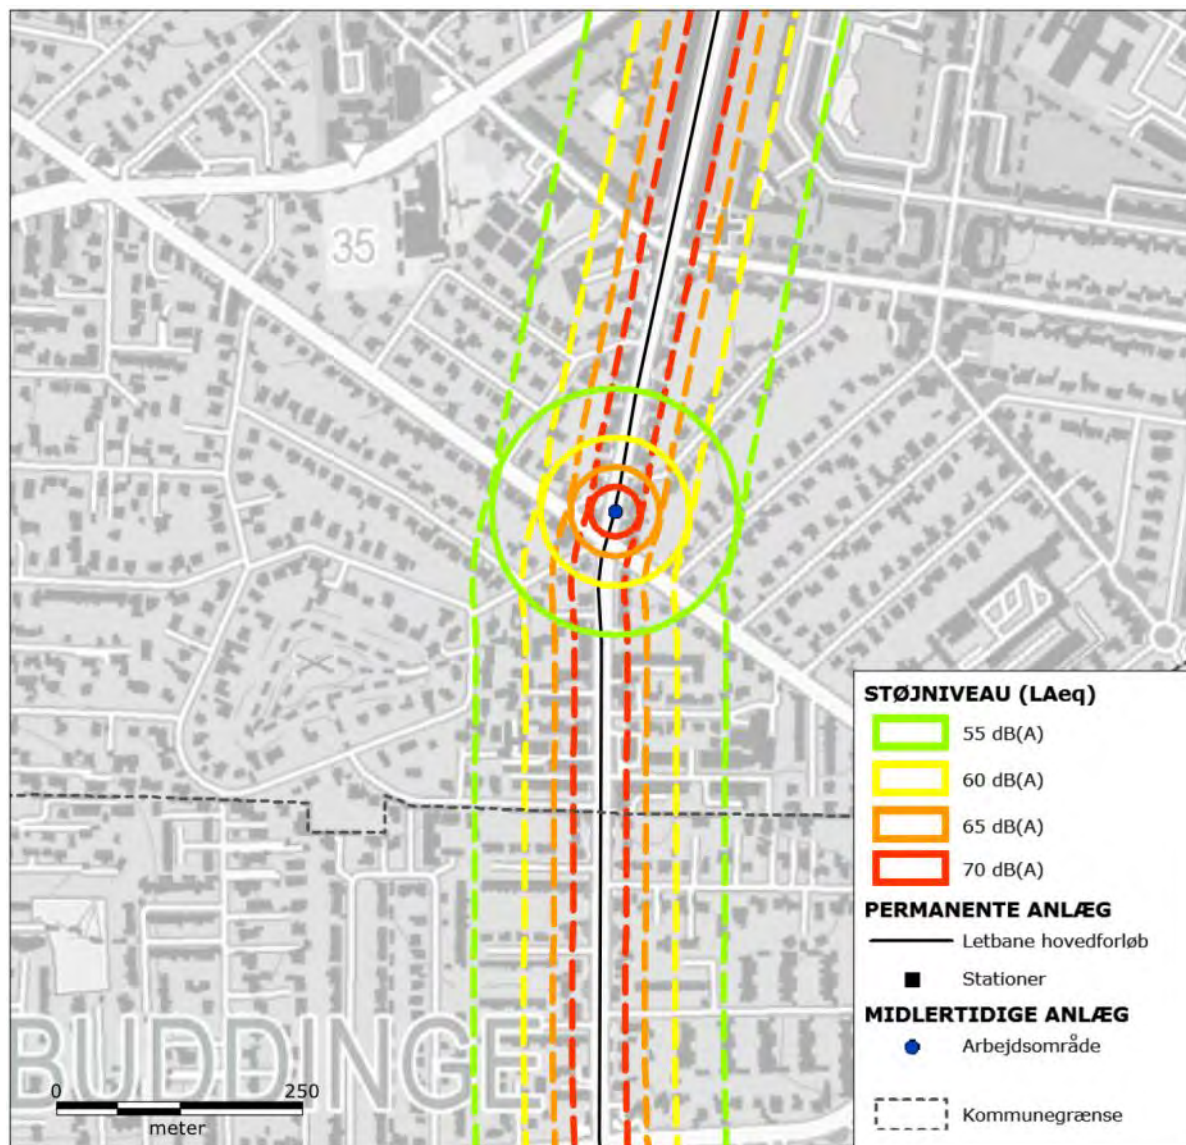 35
STØJNIVEAU (LAeq)
55 dB(A)
60 dB(A)
65 dB(A)
70 dB(A)
PERMANENTE ANLÆG
Letbane hovedforløb
Stationer
MIDLERTIDIGE ANLÆG
Arbejdsområde
Kommunegrænse
BUDDINGE
0 250
meter